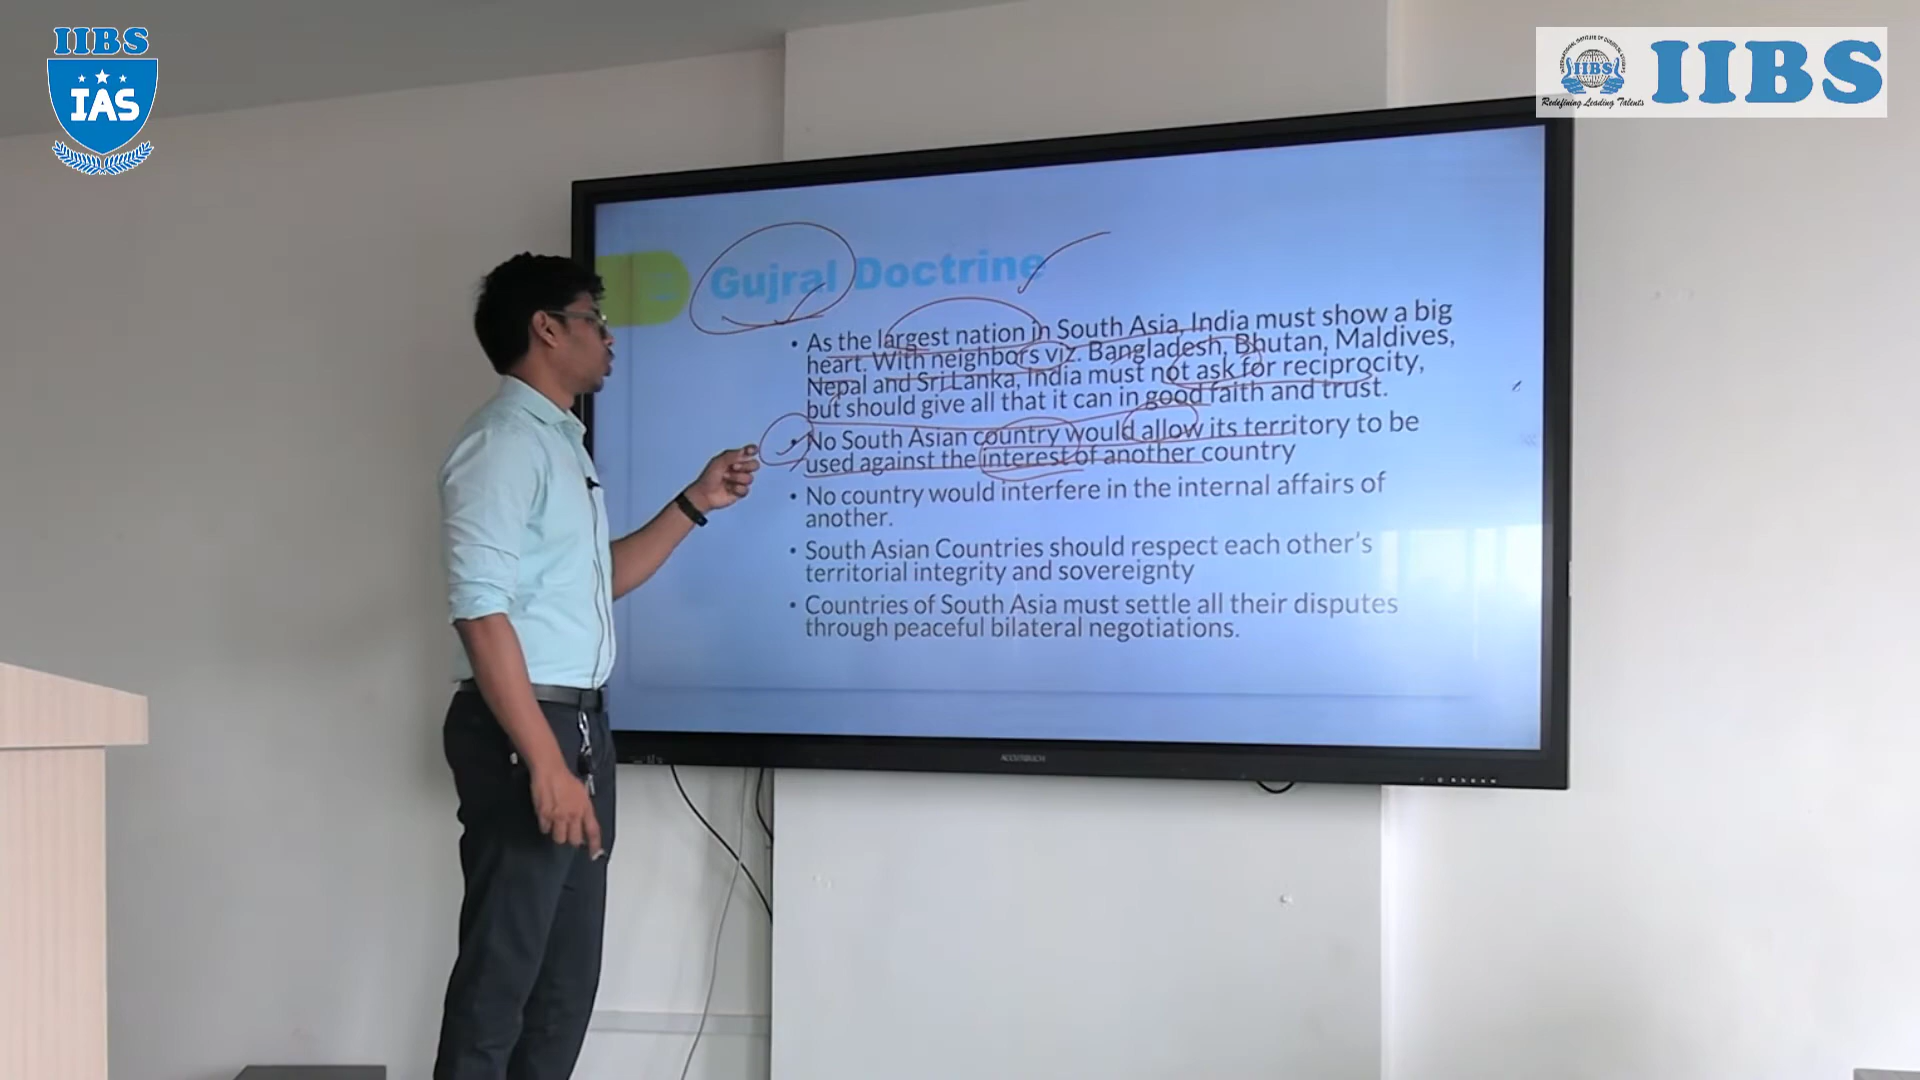 IIBS
IAS
IIBS
Redefining Leading Talents
IIBS
Gujral Doctrine
• As the largest nation in South Asia, India must show a big
heart. With neighbors viz. Bangladesh, Bhutan, Maldives,
Nepal and Sri Lanka, India must not ask for reciprocity,
but should give all that it can in good faith and trust.
• No South Asian country would allow its territory to be
used against the interest of another country
• No country would interfere in the internal affairs of
another.
• South Asian Countries should respect each other's
territorial integrity and sovereignty
• Countries of South Asia must settle all their disputes
through peaceful bilateral negotiations.